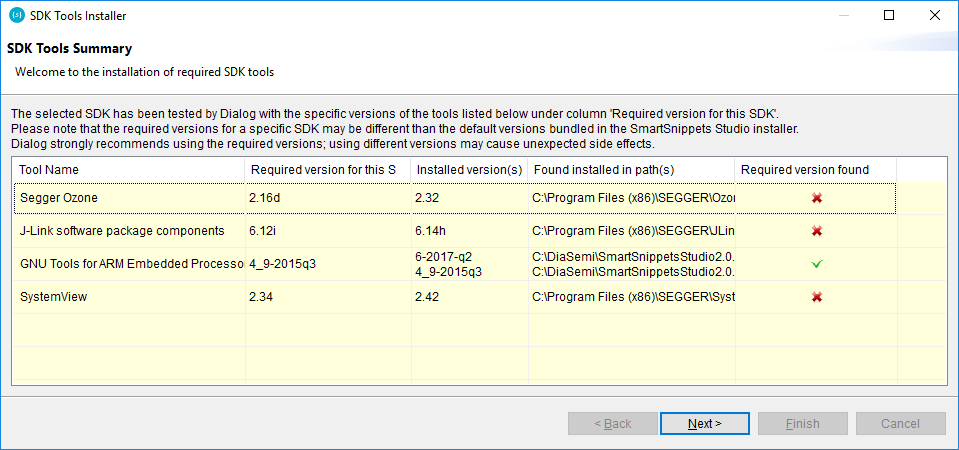 SDK Tools Installer
SDK Tools Summary
Welcome to the installation of required SDK tools
The selected SDK has been tested by Dialog with the specific versions of the tools listed below under column 'Required version for this SDK'.
Please note that the required versions for a specific SDK may be different than the default versions bundled in the SmartSnippets Studio installer.
Dialog strongly recommends using the required versions; using different versions may cause unexpected side effects.
Tool Name Required version for this S Installed version(s) Found installed in path(s) Required version found
Segger Ozone 2.16d 2.32 C:\Program Files (x86)\SEGGER\Ozor
J-Link software package components 6.12i 6.14h C:\Program Files (x86)\SEGGER\JLin
GNU Tools for ARM Embedded Processo 4_9-2015q3 6-2017-q2 C:\DiaSemi\SmartSnippetsStudio2.0.
4_9-2015q3 C:\DiaSemi\SmartSnippetsStudio2.0.
SystemView 2.34 2.42 C:\Program Files (x86)\SEGGER\Syst
< Back Next > Finish Cancel